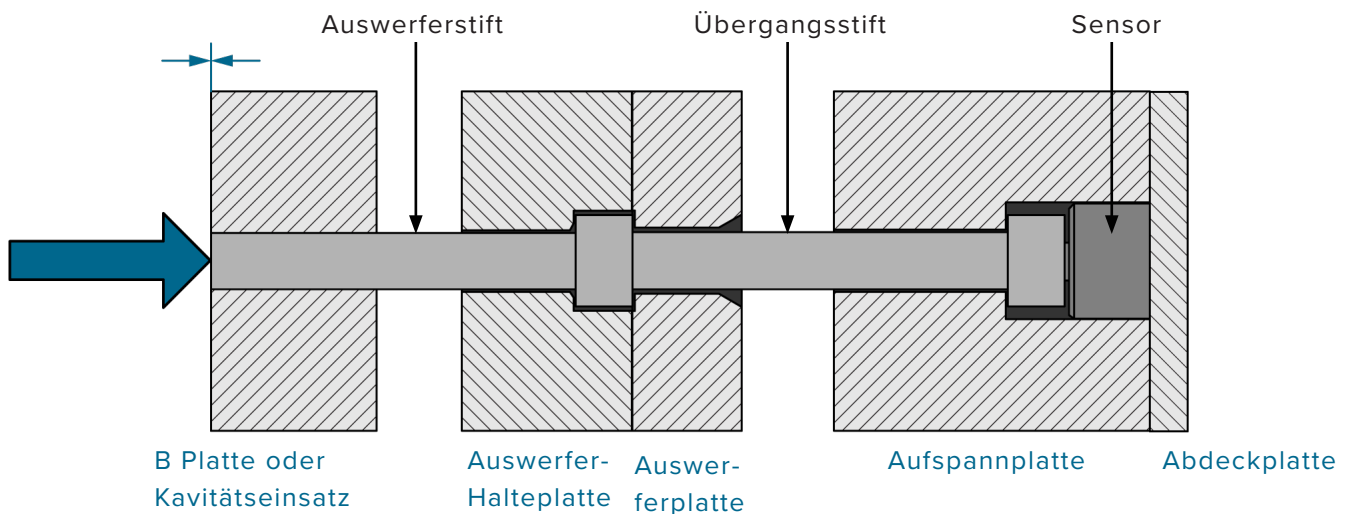 Auswerferstift
Übergangsstift
Sensor
B Platte oder
Kavitätseinsatz
Auswerfer-
Halteplatte
Auswer-
ferplatte
Aufspannplatte
Abdeckplatte